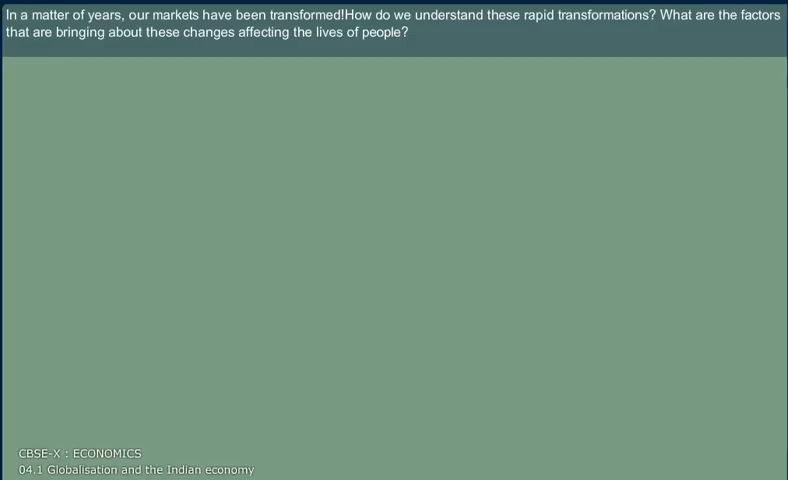 In a matter of years, our markets have been transformed!How do we understand these rapid transformations? What are the factors
that are bringing about these changes affecting the lives of people?
CBSE-X : ECONOMICS
04.1 Globalisation and the Indian economy